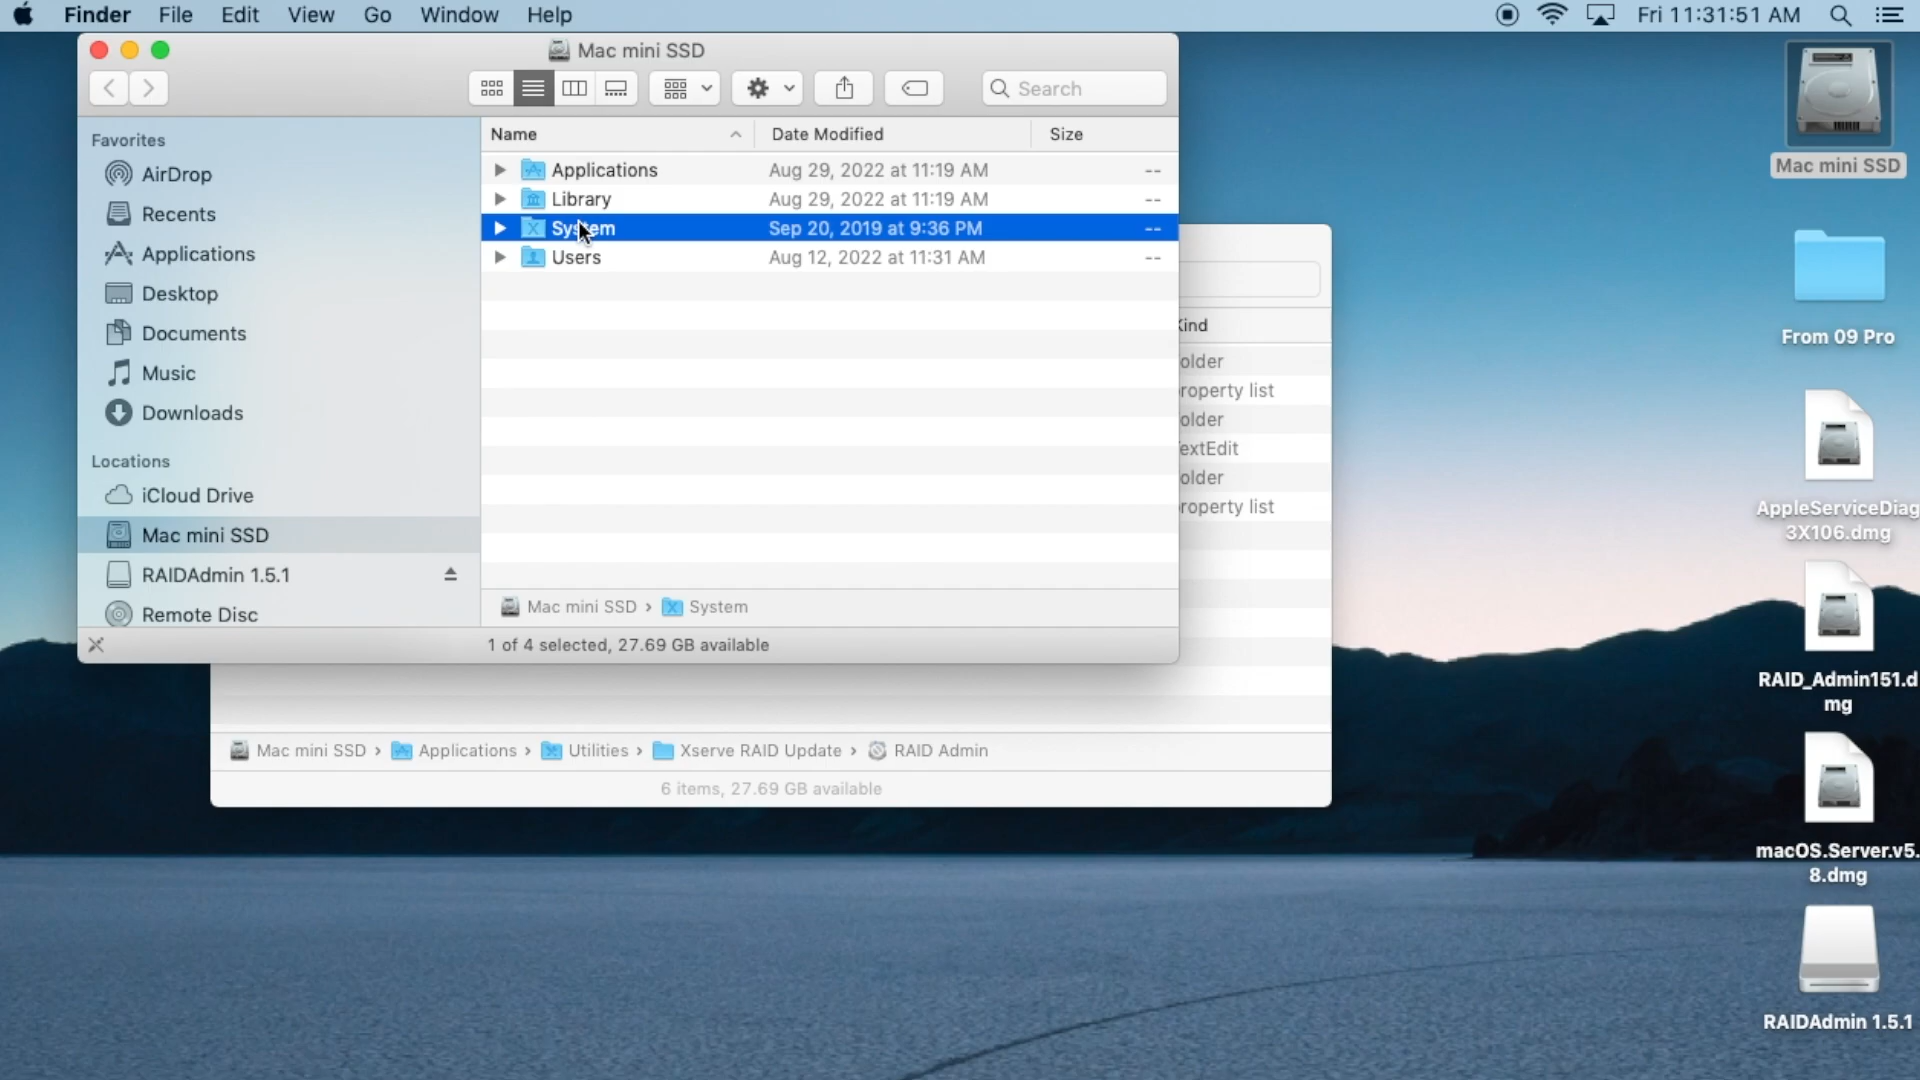 Finder File Edit View Go Window Help Fri 11:31:51 AM
Mac mini SSD
Search
Favorites
AirDrop
Recents
Applications
Desktop
Documents
Music
Downloads
Locations
iCloud Drive
Mac mini SSD
RAIDAdmin 1.5.1
Remote Disc
Name Date Modified Size
Applications Aug 29, 2022 at 11:19 AM --
Library Aug 29, 2022 at 11:19 AM --
System Sep 20, 2019 at 9:36 PM --
Users Aug 12, 2022 at 11:31 AM --
Mac mini SSD › System
1 of 4 selected, 27.69 GB available
Kind
older
roperty list
older
extEdit
older
roperty list
Mac mini SSD › Applications › Utilities › Xserve RAID Update › RAID Admin
6 items, 27.69 GB available
Mac mini SSD
From 09 Pro
AppleServiceDiag
3X106.dmg
RAID_Admin151.d
mg
macOS.Server.v5.
8.dmg
RAIDAdmin 1.5.1